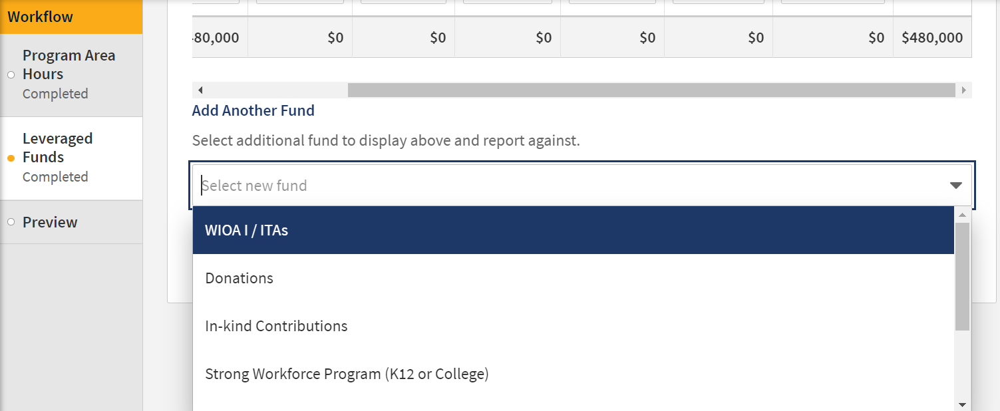 Workflow
Program Area
Hours
Completed
Leveraged
Funds
Completed
Preview
80,000 $0 $0 $0 $0 $0 $0 $480,000
Add Another Fund
Select additional fund to display above and report against.
Select new fund
WIOA I / ITAs
Donations
In-kind Contributions
Strong Workforce Program (K12 or College)